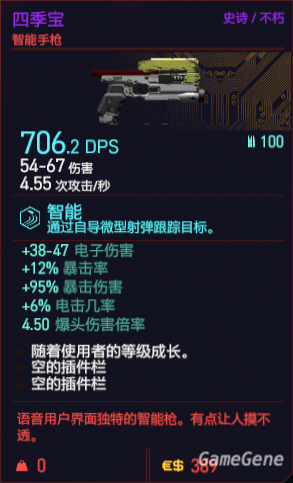 四季宝
史诗 / 不朽
智能手枪
706.2 DPS
100
54-67 伤害
4.55 次攻击/秒
智能
通过自导微型射弹跟踪目标。
+38-47 电子伤害
+12% 暴击率
+95% 暴击伤害
+6% 电击几率
4.50 爆头伤害倍率
随着使用者的等级成长。
空的插件栏
空的插件栏
语音用户界面独特的智能枪。有点让人摸不
透。
0
€$ 389
GameGene